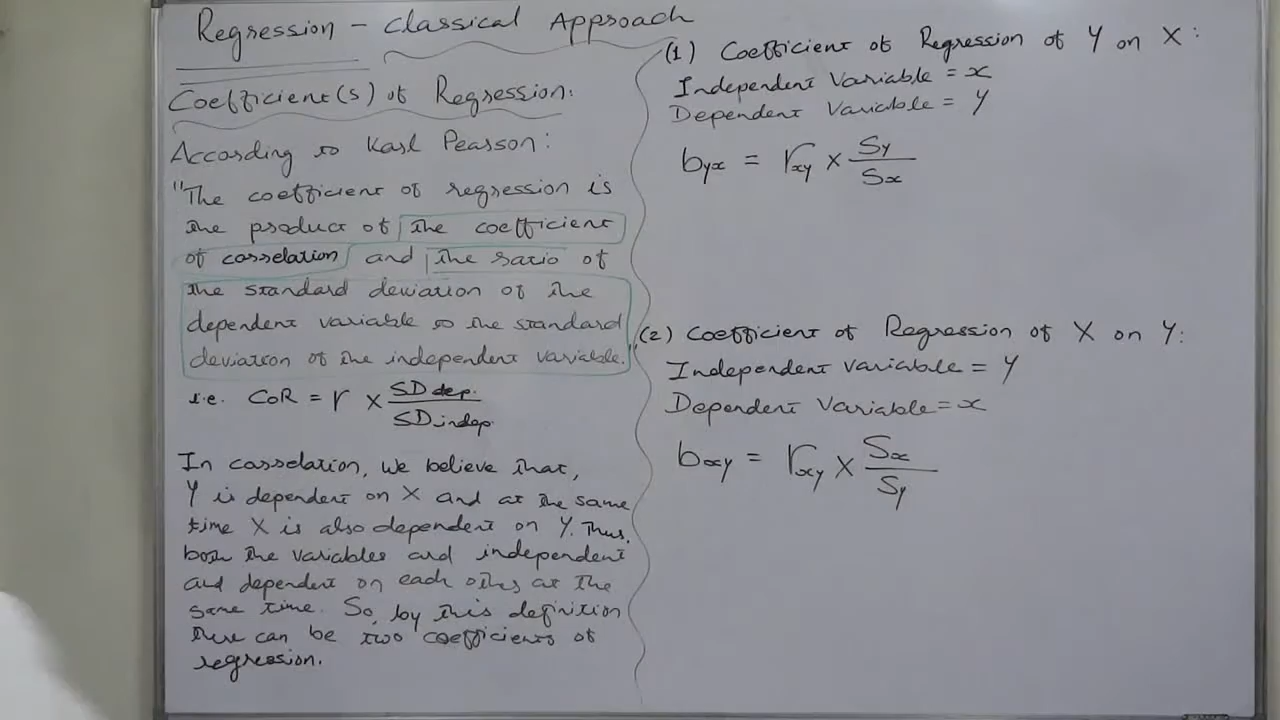 Regression - Classical Approach
Coefficient(s) of Regression:
According to Karl Pearson:
"The coefficient of regression is
the product of the coefficient
of correlation and the ratio of
the standard deviation of the
dependent variable to the standard
deviation of the independent variable."
i.e. CoR = r × SD dep. / SD indep.
In correlation, we believe that,
Y is dependent on X and at the same
time X is also dependent on Y. Thus,
both the variables and independent
and dependent on each other at the
same time. So, by this definition
there can be two coefficients of
regression.
(1) Coefficient of Regression of Y on X:
Independent Variable = x
Dependent Variable = y
byx = rxy × Sy / Sx
(2) Coefficient of Regression of X on Y:
Independent Variable = y
Dependent Variable = x
bxy = rxy × Sx / Sy